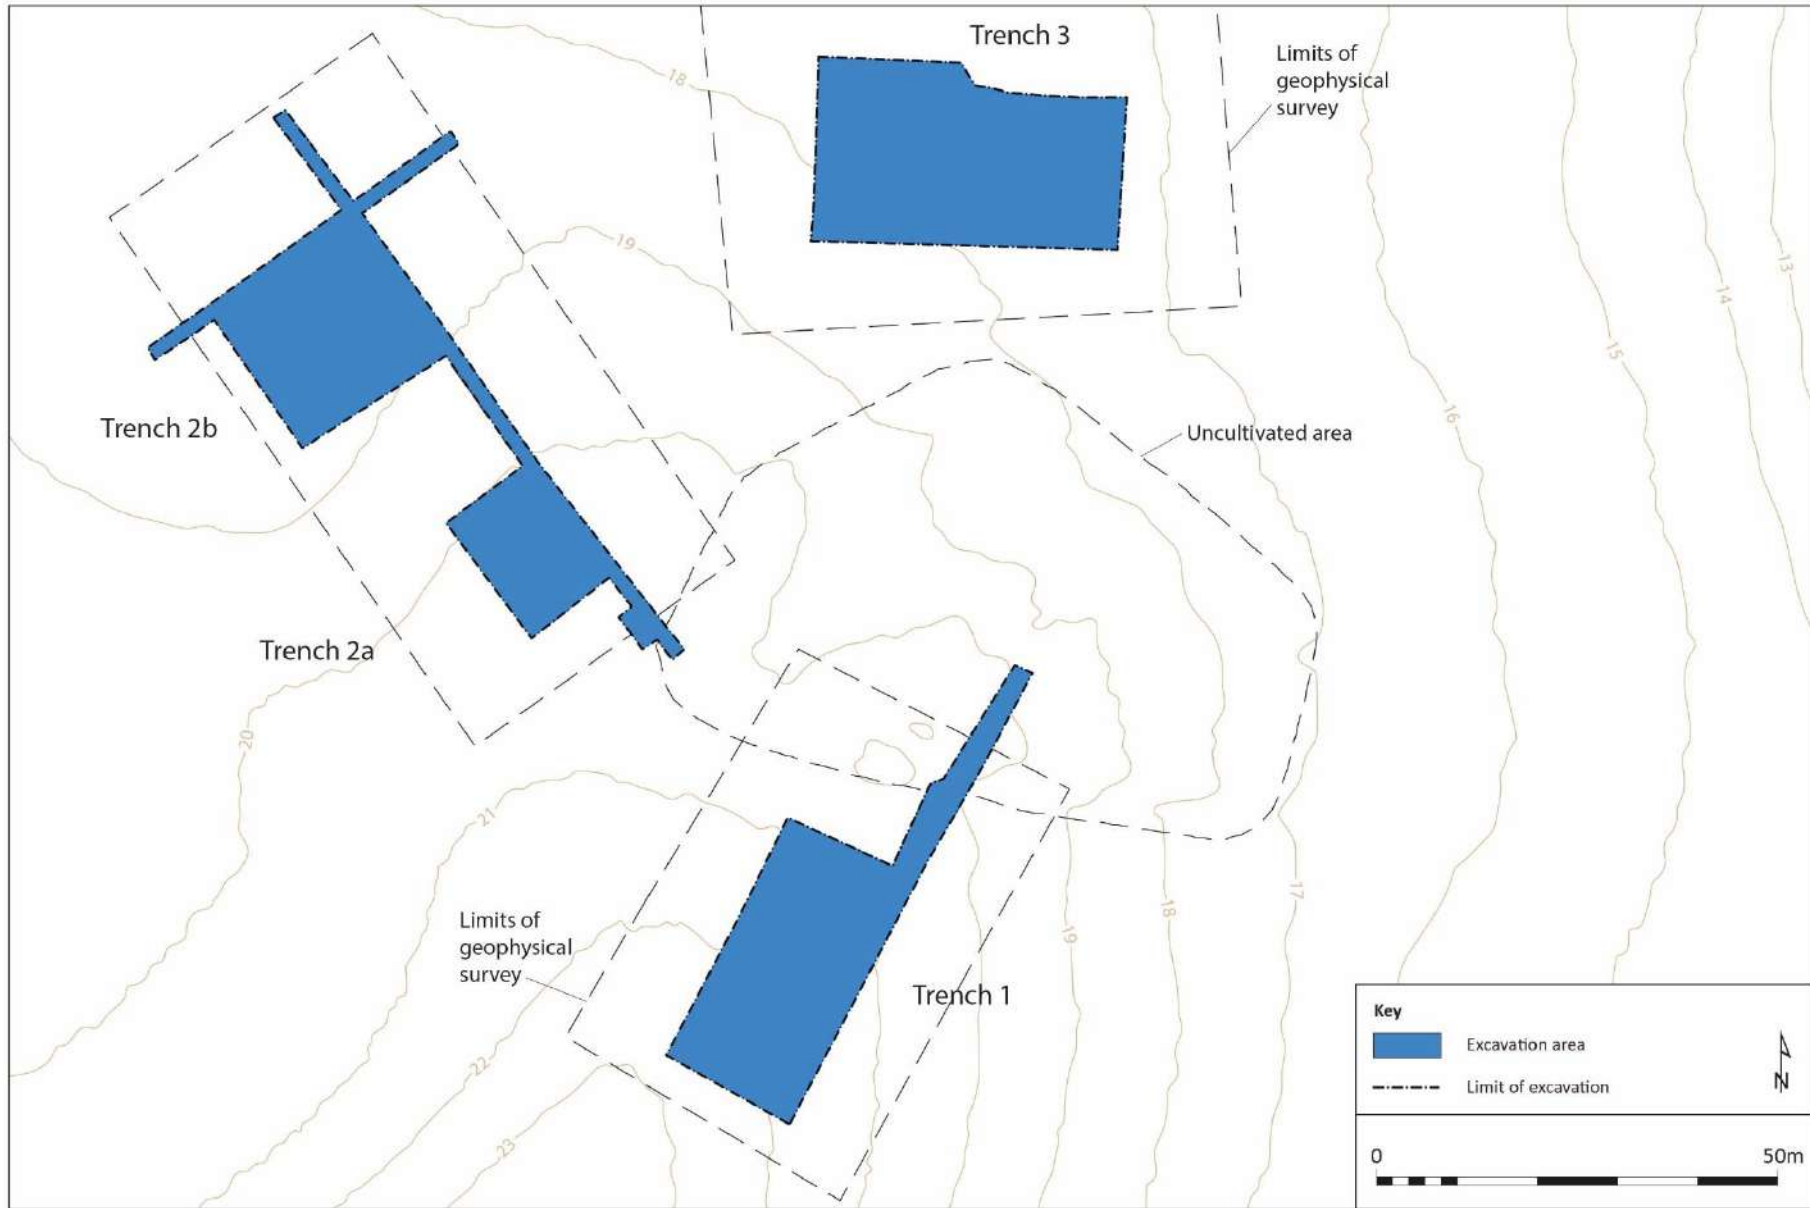 Trench 3
Limits of
geophysical
survey
18
19
13
14
15
16
Trench 2b
Uncultivated area
Trench 2a
20
21
17
18
19
Limits of
geophysical
survey
Trench 1
22
23
Key
Excavation area
Limit of excavation
N
0 50m